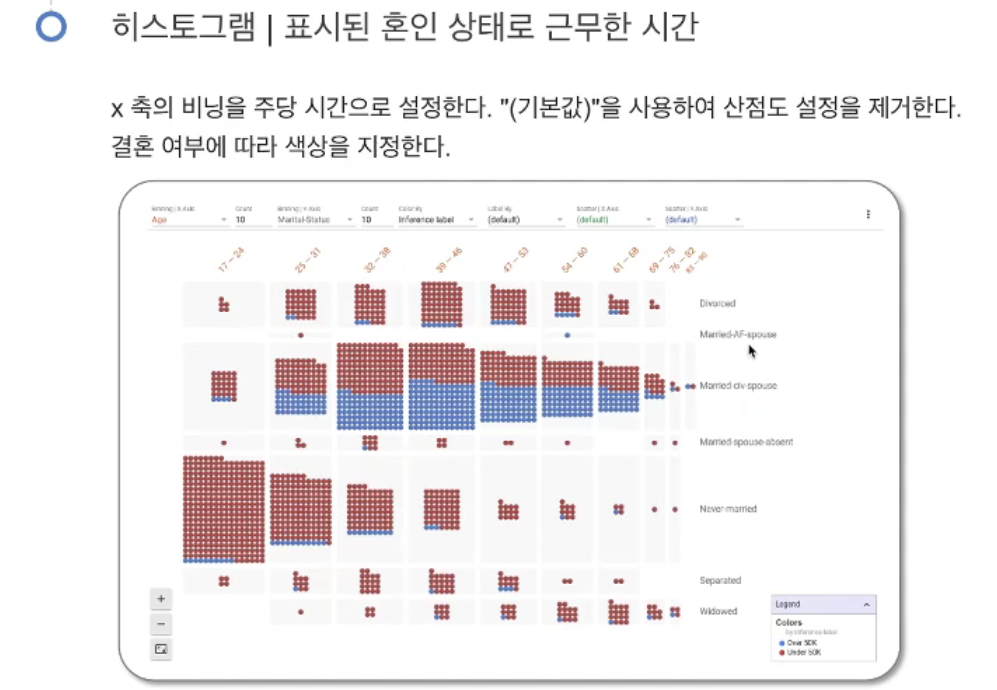 히스토그램 | 표시된 혼인 상태로 근무한 시간
x 축의 비닝을 주당 시간으로 설정한다. "(기본값)"을 사용하여 산점도 설정을 제거한다.
결혼 여부에 따라 색상을 지정한다.
Binning | X-Axis Count Binning | Y-Axis Count Color By Label By Scatter | X-Axis Scatter | Y-Axis
Age 10 Marital-Status 10 Inference label (default) (default) (default)
17 – 24 25 – 31 32 – 38 39 – 46 47 – 53 54 – 60 61 – 68 69 – 75 76 – 82 83 – 90
Divorced
Married-AF-spouse
Married-civ-spouse
Married-spouse-absent
Never-married
Separated
Widowed
+
−
Legend
Colors
by Inference label
Over 50K
Under 50K